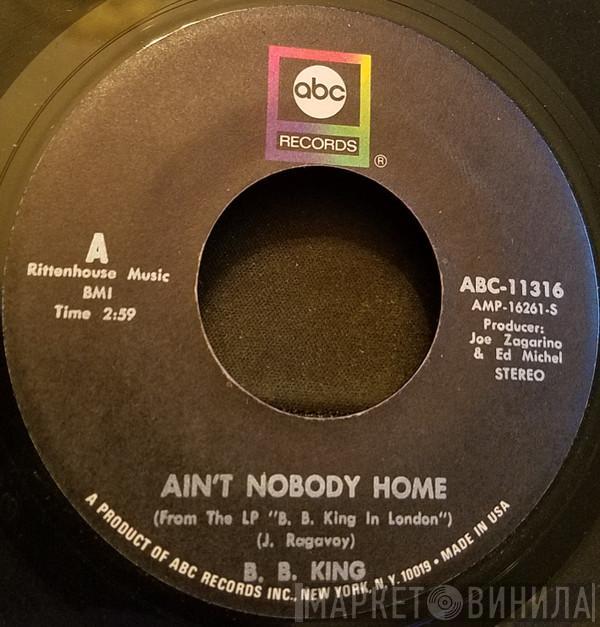 abc
RECORDS
®
A
Rittenhouse Music
BMI
Time 2:59
ABC-11316
AMP-16261-S
Producer:
Joe Zagarino
& Ed Michel
STEREO
AIN'T NOBODY HOME
(From The LP "B. B. King In London")
(J. Ragavoy)
B. B. KING
A PRODUCT OF ABC RECORDS INC., NEW YORK, N.Y. 10019 • MADE IN USA
МАРКЕТ ВИНИЛА